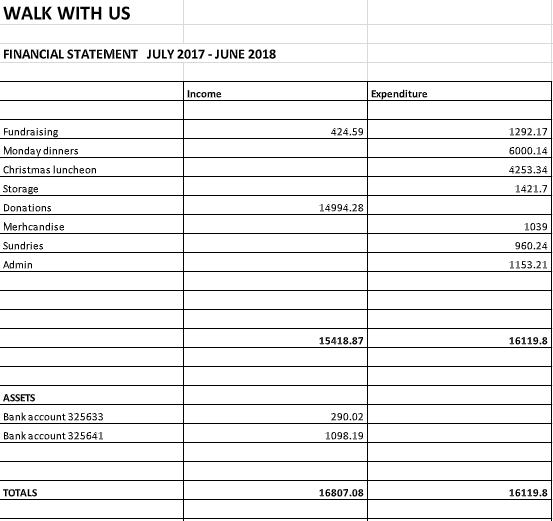 WALK WITH US
FINANCIAL STATEMENT JULY 2017 - JUNE 2018
Income Expenditure
Fundraising 424.59 1292.17
Monday dinners 6000.14
Christmas luncheon 4253.34
Storage 1421.7
Donations 14994.28
Merhcandise 1039
Sundries 960.24
Admin 1153.21
15418.87 16119.8
ASSETS
Bank account 325633 290.02
Bank account 325641 1098.19
TOTALS 16807.08 16119.8